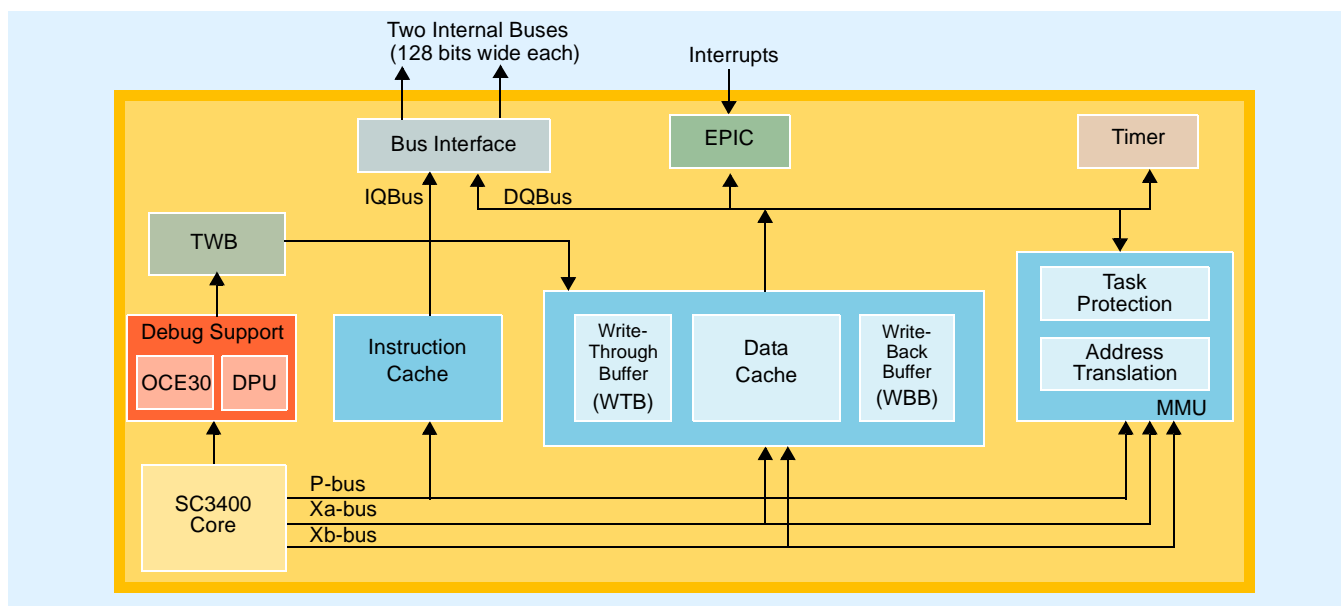 Two Internal Buses
(128 bits wide each)
Interrupts
Bus Interface
EPIC
Timer
IQBus
DQBus
TWB
Debug Support
OCE30
DPU
Instruction
Cache
Write-
Through
Buffer
(WTB)
Data
Cache
Write-
Back
Buffer
(WBB)
Task
Protection
Address
Translation
MMU
SC3400
Core
P-bus
Xa-bus
Xb-bus